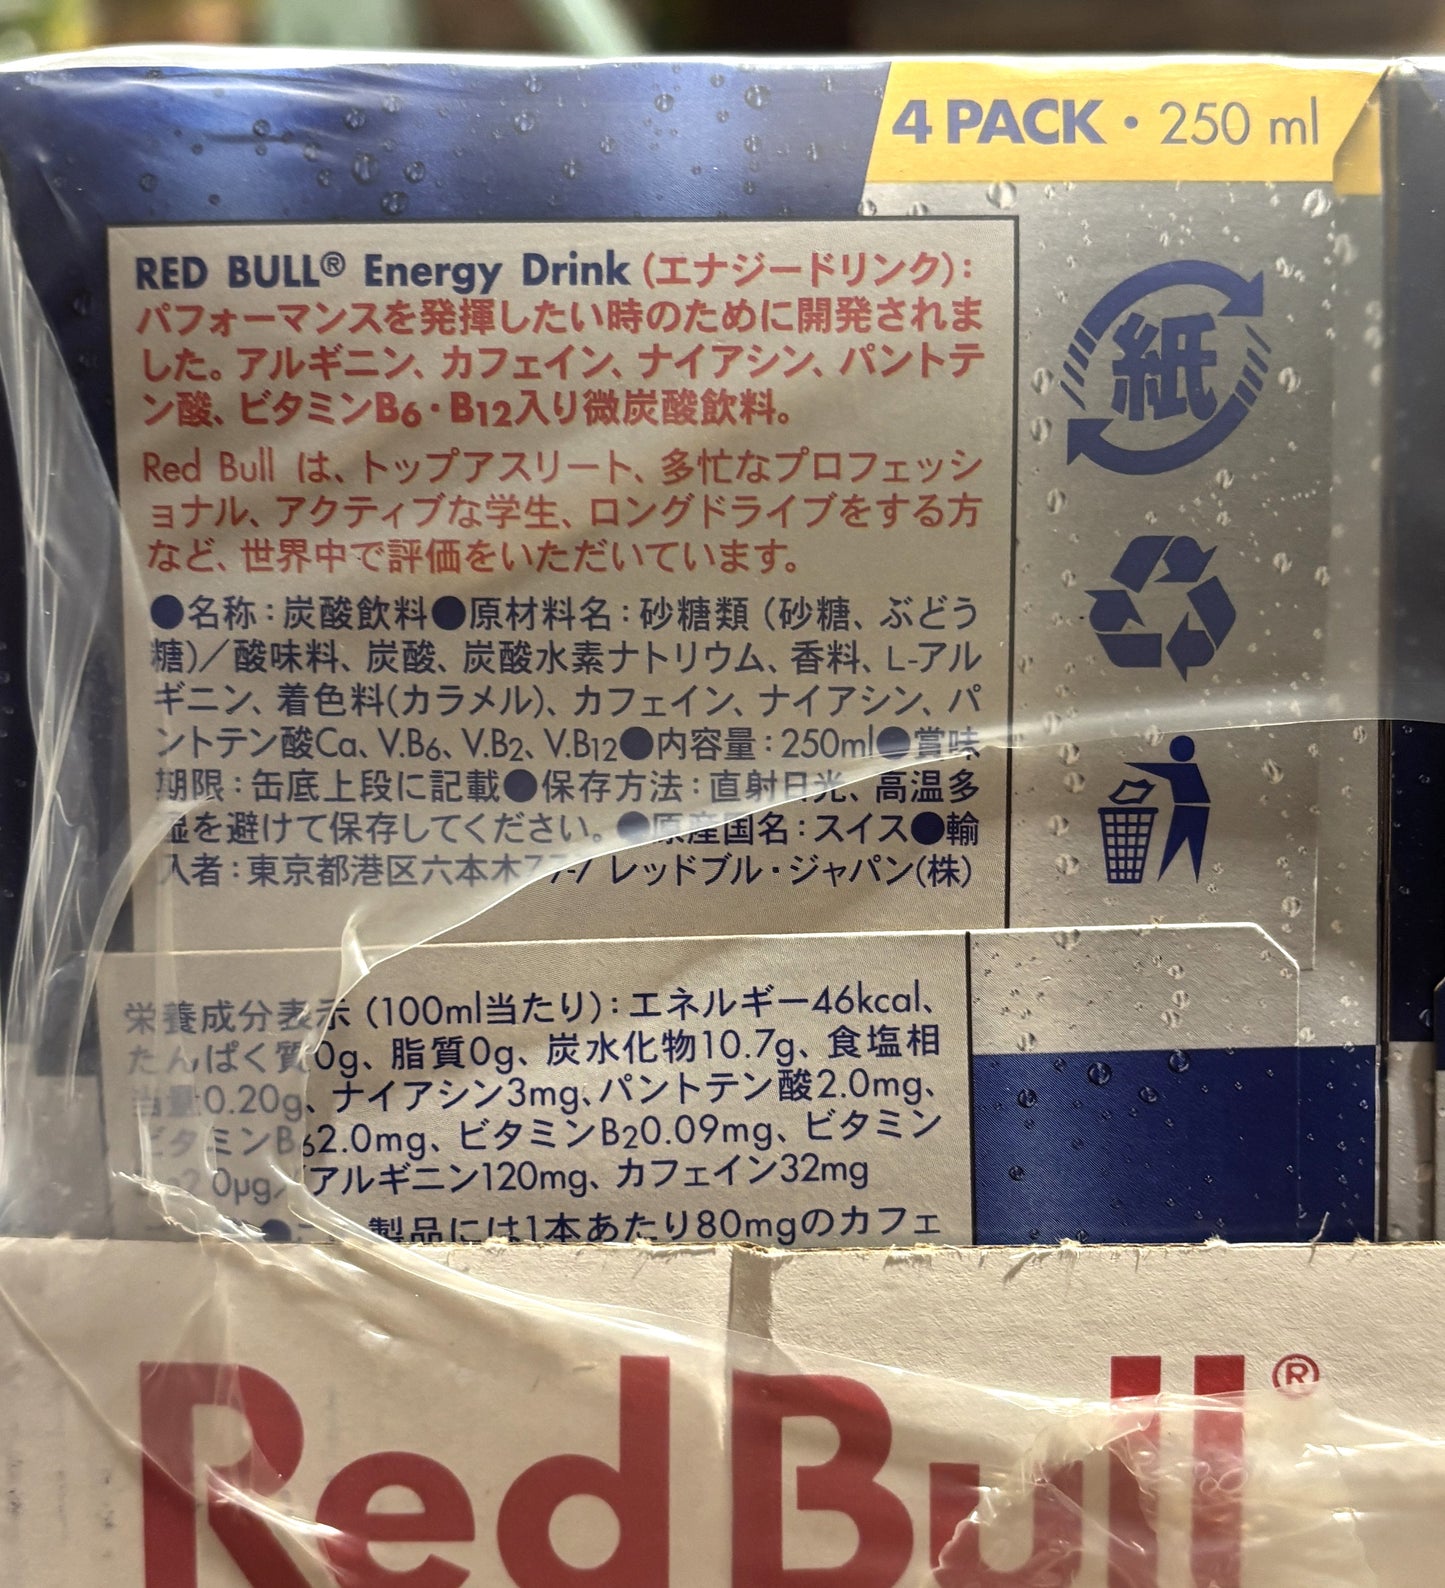 4 PACK・250 ml
RED BULL® Energy Drink (エナジードリンク):
パフォーマンスを発揮したい時のために開発されま
した。アルギニン、カフェイン、ナイアシン、パントテ
ン酸、ビタミンB6・B12入り微炭酸飲料。
Red Bull は、トップアスリート、多忙なプロフェッシ
ョナル、アクティブな学生、ロングドライブをする方
など、世界中で評価をいただいています。
●名称:炭酸飲料●原材料名:砂糖類(砂糖、ぶどう
糖)/酸味料、炭酸、炭酸水素ナトリウム、香料、L-アル
ギニン、着色料(カラメル)、カフェイン、ナイアシン、パ
ントテン酸Ca、V.B6、V.B2、V.B12●内容量:250ml●賞味
期限:缶底上段に記載●保存方法:直射日光、高温多
湿を避けて保存してください。●原産国名:スイス●輸
入者:東京都港区六本木7-7-7 レッドブル・ジャパン(株)
紙
栄養成分表示(100ml当たり):エネルギー46kcal、
たんぱく質0g、脂質0g、炭水化物10.7g、食塩相
当量0.20g、ナイアシン3mg、パントテン酸2.0mg、
ビタミンB62.0mg、ビタミンB20.09mg、ビタミン
2.0μg/アルギニン120mg、カフェイン32mg
製品には1本あたり80mgのカフェ
Red Bull®